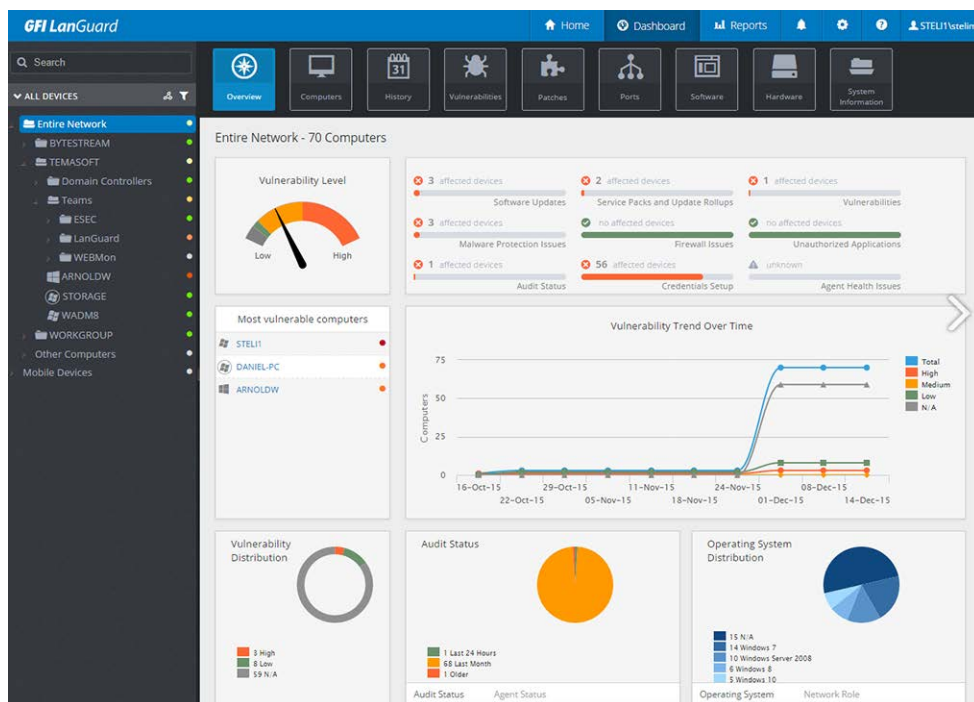 GFI LanGuard
Home
Dashboard
Reports
STELI1\stelin
Search
ALL DEVICES
Entire Network
BYTESTREAM
TEMASOFT
Domain Controllers
Teams
ESEC
LanGuard
WEBMon
ARNOLDW
STORAGE
WADM8
WORKGROUP
Other Computers
Mobile Devices
Overview
Computers
31
History
Vulnerabilities
Patches
Ports
Software
Hardware
System
Information
Entire Network - 70 Computers
Vulnerability Level
Low
High
3 affected devices
Software Updates
2 affected devices
Service Packs and Update Rollups
1 affected devices
Vulnerabilities
3 affected devices
Malware Protection Issues
no affected devices
Firewall Issues
no affected devices
Unauthorized Applications
1 affected devices
Audit Status
56 affected devices
Credentials Setup
unknown
Agent Health Issues
Most vulnerable computers
STELI1
DANIEL-PC
ARNOLDW
Vulnerability Trend Over Time
Computers
75
50
25
0
16-Oct-15
22-Oct-15
29-Oct-15
05-Nov-15
11-Nov-15
18-Nov-15
24-Nov-15
01-Dec-15
08-Dec-15
14-Dec-15
Total
High
Medium
Low
N/A
Vulnerability
Distribution
3 High
8 Low
59 N/A
Audit Status
1 Last 24 Hours
68 Last Month
1 Older
Audit Status
Agent Status
Operating System
Distribution
15 N/A
14 Windows 7
10 Windows Server 2008
6 Windows 8
5 Windows 10
Operating System
Network Role